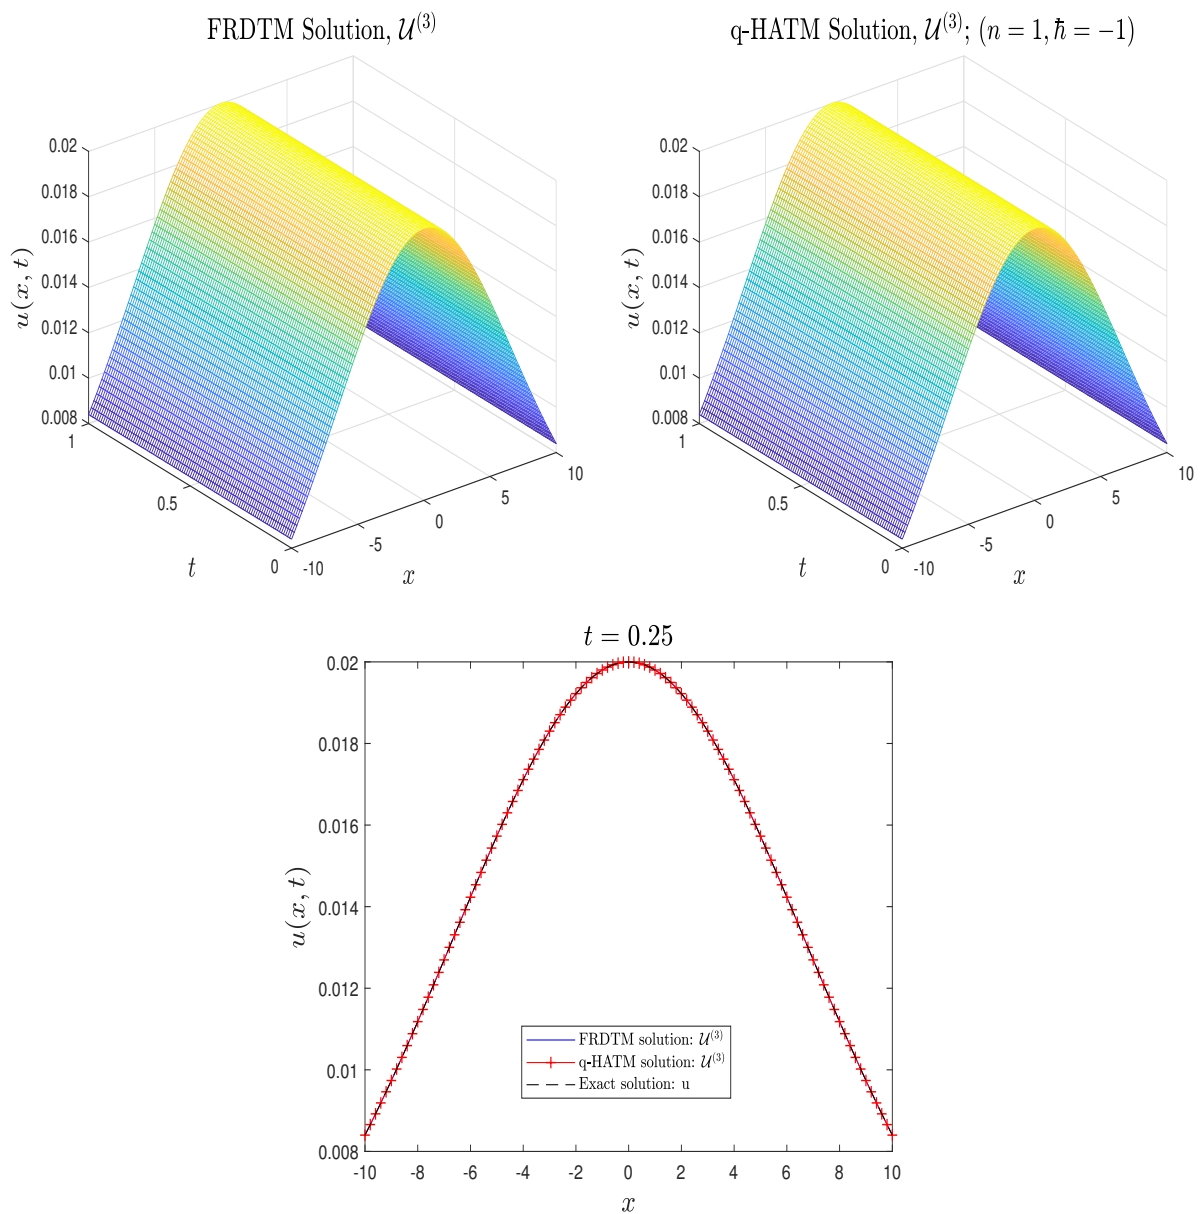 FRDTM Solution, 𝒰^(3)
0.02
0.018
0.016
0.014
0.012
0.01
0.008
u(x, t)
1
0.5
0
t
-10
-5
0
5
10
x
q-HATM Solution, 𝒰^(3); (n = 1, ℏ = −1)
0.02
0.018
0.016
0.014
0.012
0.01
0.008
u(x, t)
1
0.5
0
t
-10
-5
0
5
10
x
t = 0.25
0.02
0.018
0.016
0.014
0.012
0.01
0.008
u(x, t)
FRDTM solution: 𝒰^(3)
q-HATM solution: 𝒰^(3)
Exact solution: u
-10 -8 -6 -4 -2 0 2 4 6 8 10
x